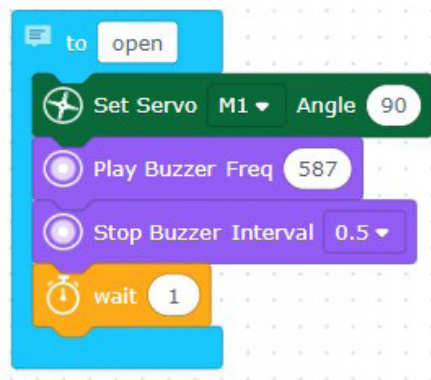 to open
Set Servo M1 Angle 90
Play Buzzer Freq 587
Stop Buzzer Interval 0.5
wait 1